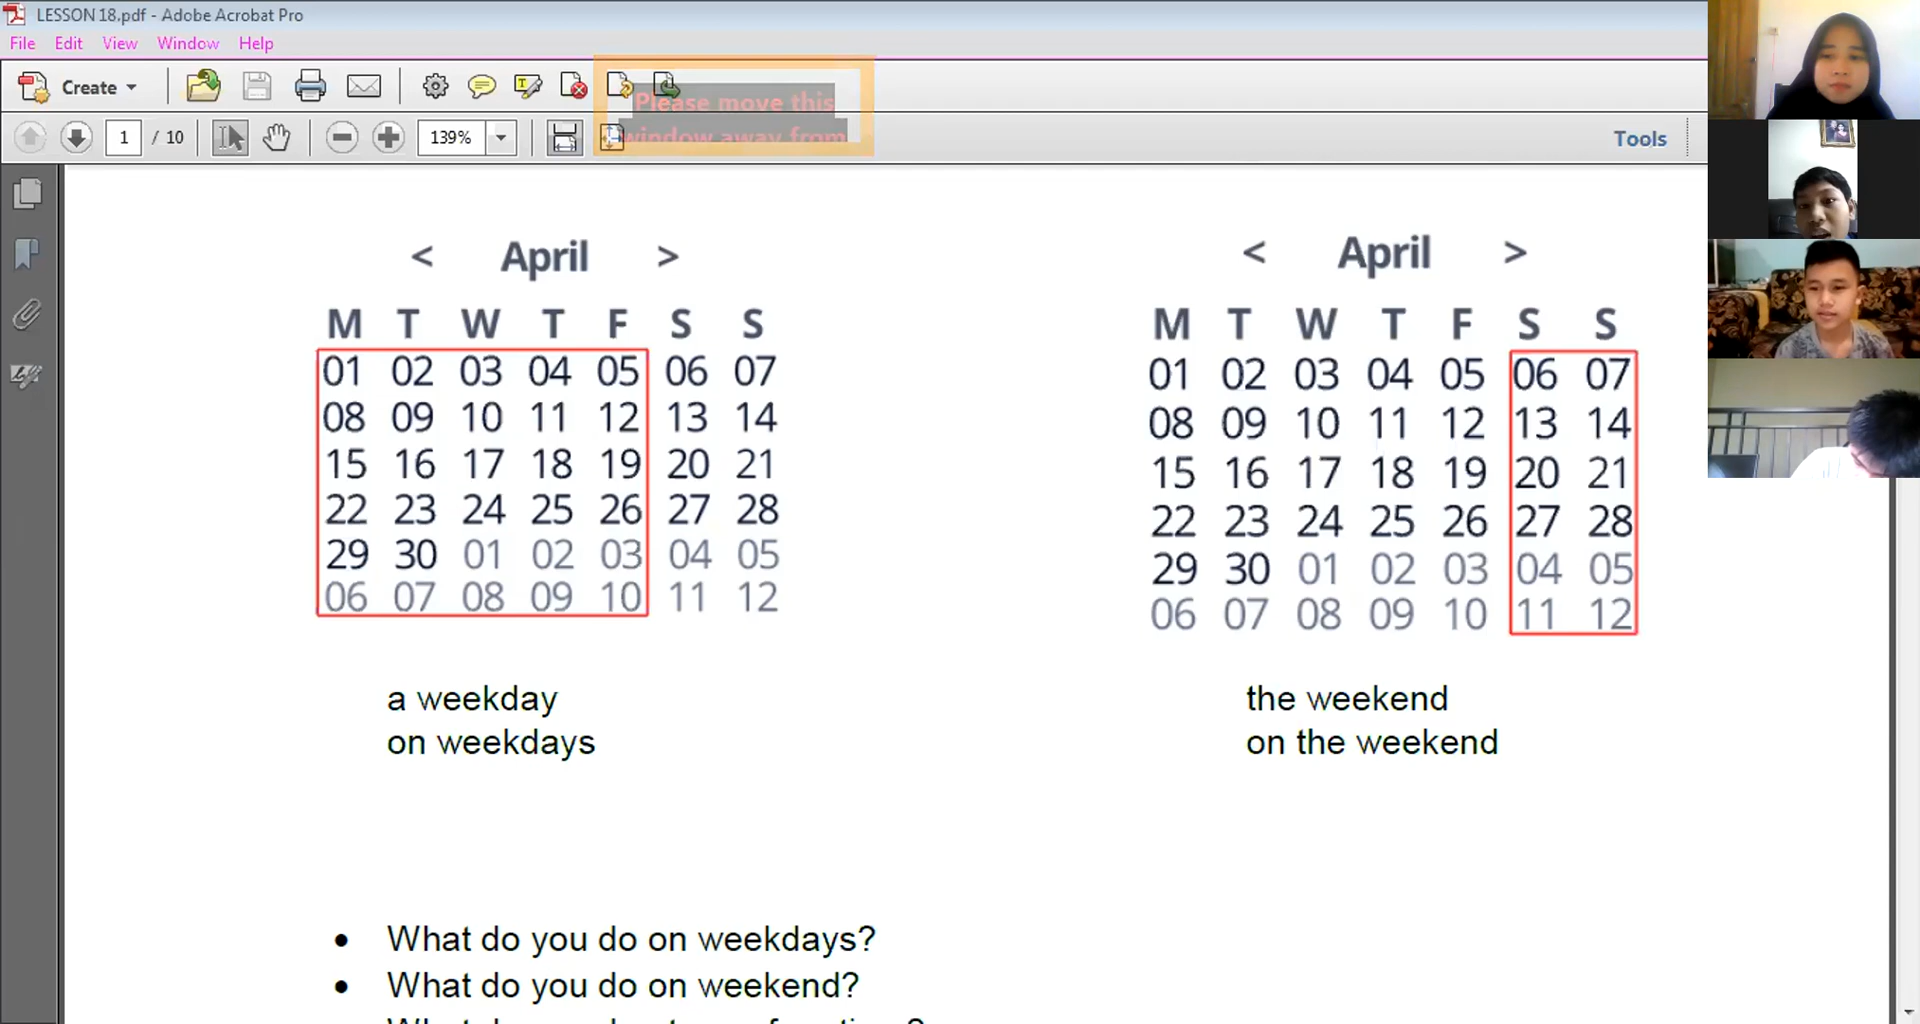 LESSON 18.pdf - Adobe Acrobat Pro
File Edit View Window Help
Create
Please move this
window away from
1 / 10
139%
Tools
< April >
M T W T F S S
01 02 03 04 05 06 07
08 09 10 11 12 13 14
15 16 17 18 19 20 21
22 23 24 25 26 27 28
29 30 01 02 03 04 05
06 07 08 09 10 11 12
a weekday
on weekdays
< April >
M T W T F S S
01 02 03 04 05 06 07
08 09 10 11 12 13 14
15 16 17 18 19 20 21
22 23 24 25 26 27 28
29 30 01 02 03 04 05
06 07 08 09 10 11 12
the weekend
on the weekend
• What do you do on weekdays?
• What do you do on weekend?